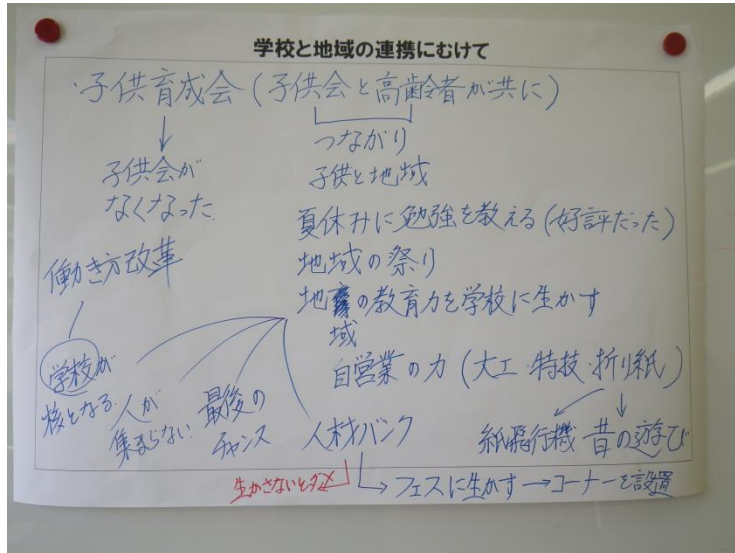 学校と地域の連携にむけて
・子供育成会（子供会と高齢者が共に）
つながり
子供会が
なくなった
子供と地域
夏休みに勉強を教える（好評だった）
働き方改革
地域の祭り
地域の教育力を学校に生かす
自営業の力（大工・特技・折り紙）
学校が
核となる
人が
集まらない
最後の
チャンス
人材バンク
紙飛行機
昔の遊び
生かさないとダメ
→フェスに生かす→コーナーを設置